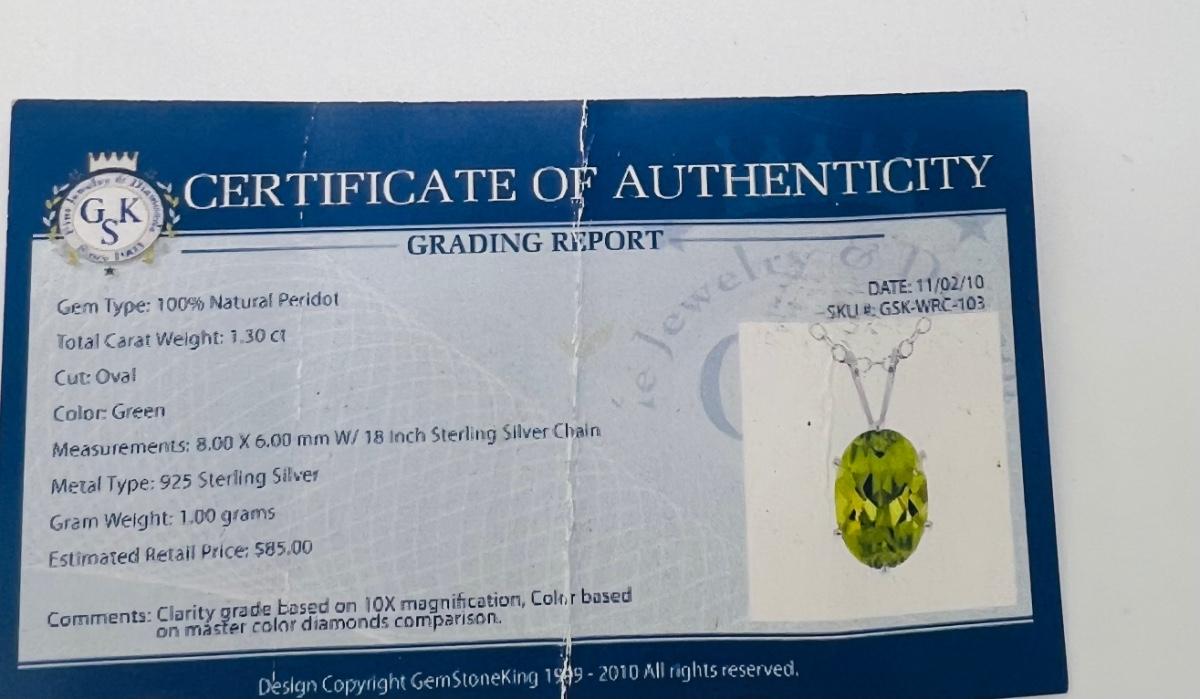 GSK
CERTIFICATE OF AUTHENTICITY
GRADING REPORT
DATE: 11/02/10
SKU #: GSK-WRC-103
Gem Type: 100% Natural Peridot
Total Carat Weight: 1.30 ct
Cut: Oval
Color: Green
Measurements: 8.00 X 6.00 mm W/ 18 Inch Sterling Silver Chain
Metal Type: 925 Sterling Silver
Gram Weight: 1.00 grams
Estimated Retail Price: $85.00
Comments: Clarity grade based on 10X magnification, Color based
on master color diamonds comparison.
Design Copyright GemStoneKing 1999 - 2010 All rights reserved.